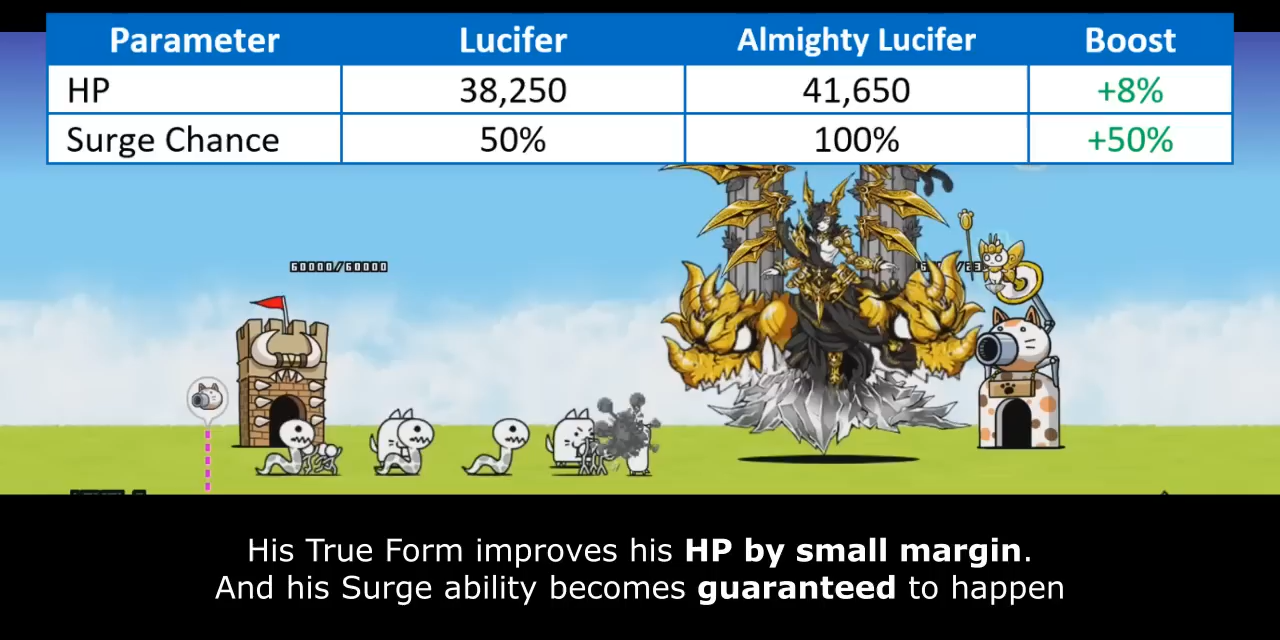 Parameter Lucifer Almighty Lucifer Boost
HP 38,250 41,650 +8%
Surge Chance 50% 100% +50%
60000/60000
His True Form improves his HP by small margin.
And his Surge ability becomes guaranteed to happen